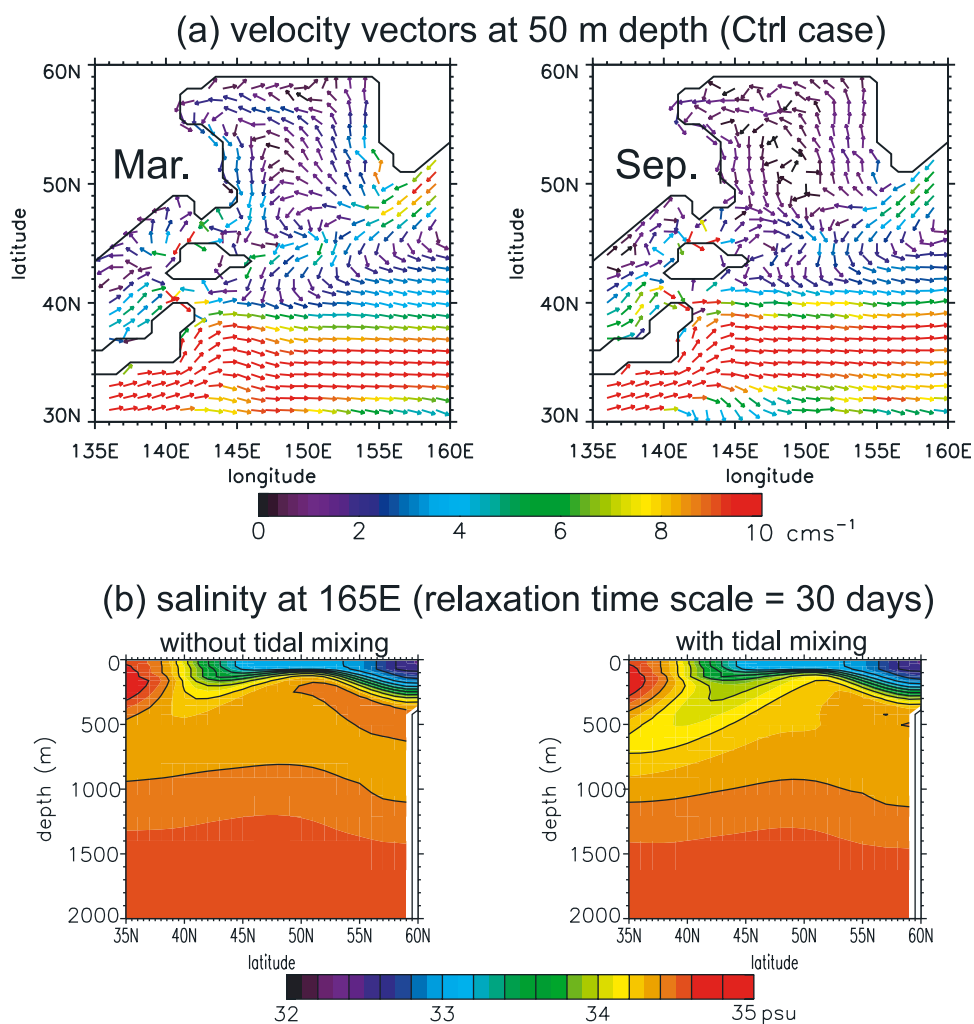 (a) velocity vectors at 50 m depth (Ctrl case)
60N 60N
Mar. Sep.
50N 50N
latitude latitude
40N 40N
30N 30N
135E 140E 145E 150E 155E 160E 135E 140E 145E 150E 155E 160E
longitude longitude
0 2 4 6 8 10 cms⁻¹
(b) salinity at 165E (relaxation time scale = 30 days)
without tidal mixing with tidal mixing
0 0
500 500
depth (m) depth (m)
1000 1000
1500 1500
2000 2000
35N 40N 45N 50N 55N 60N 35N 40N 45N 50N 55N 60N
latitude latitude
32 33 34 35 psu